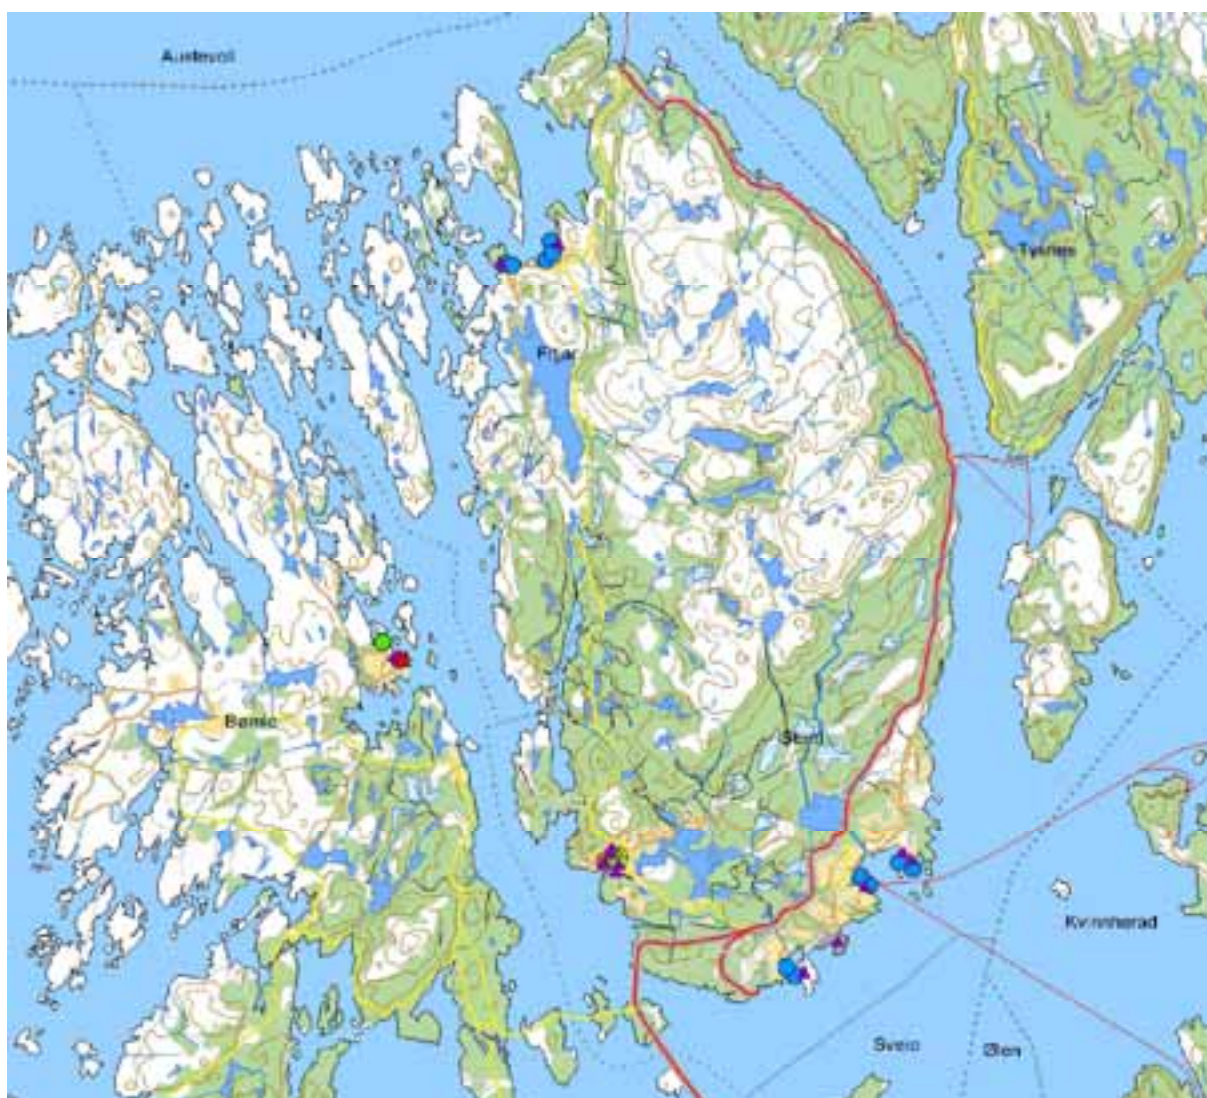 Austevoll
Tysnes
Fitjar
Bømlo
Stord
Kvinnherad
Sveio
Ølen